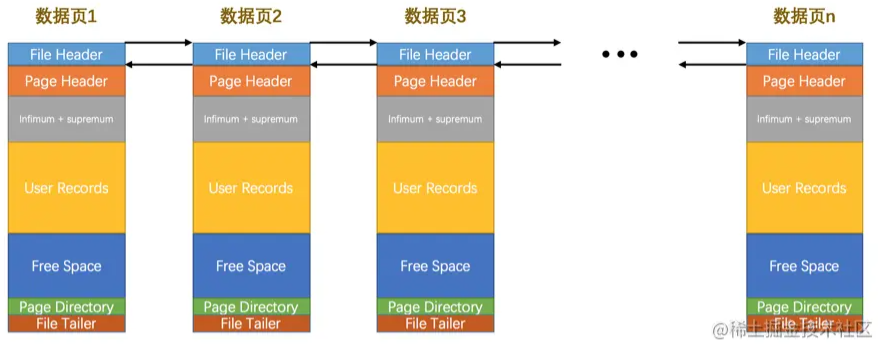 数据页1 数据页2 数据页3 数据页n
File Header File Header File Header File Header
Page Header Page Header Page Header Page Header
Infimum + supremum Infimum + supremum Infimum + supremum Infimum + supremum
User Records User Records User Records User Records
Free Space Free Space Free Space Free Space
Page Directory Page Directory Page Directory Page Directory
File Tailer File Tailer File Tailer File Tailer
@稀土掘金技术社区